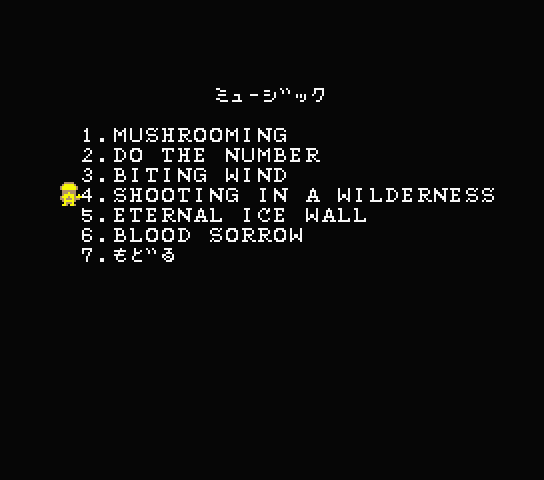 ミュージック
1.MUSHROOMING
2.DO THE NUMBER
3.BITING WIND
4.SHOOTING IN A WILDERNESS
5.ETERNAL ICE WALL
6.BLOOD SORROW
7.もどる